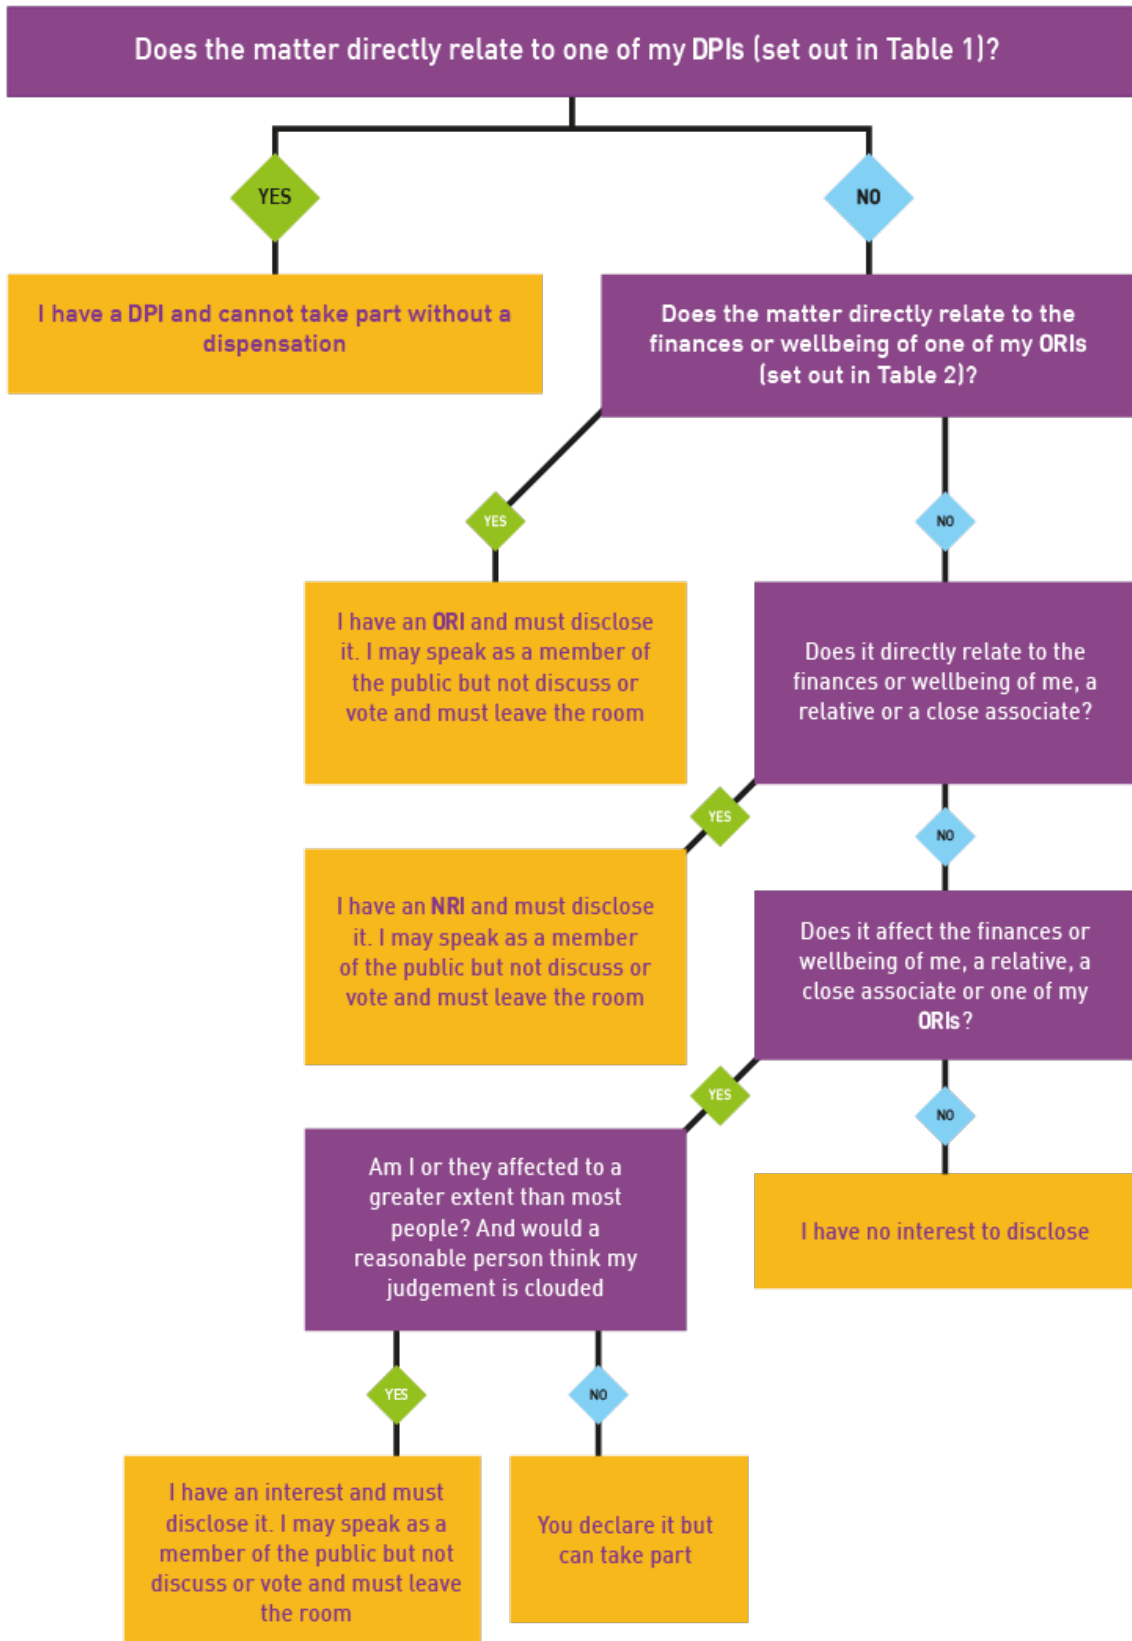 Does the matter directly relate to one of my DPIs (set out in Table 1)?
YES
NO
I have a DPI and cannot take part without a
dispensation
Does the matter directly relate to the
finances or wellbeing of one of my ORIs
(set out in Table 2)?
YES
NO
I have an ORI and must disclose
it. I may speak as a member of
the public but not discuss or
vote and must leave the room
Does it directly relate to the
finances or wellbeing of me, a
relative or a close associate?
YES
NO
I have an NRI and must disclose
it. I may speak as a member
of the public but not discuss or
vote and must leave the room
Does it affect the finances or
wellbeing of me, a relative, a
close associate or one of my
ORIs?
YES
NO
Am I or they affected to a
greater extent than most
people? And would a
reasonable person think my
judgement is clouded
I have no interest to disclose
YES
NO
I have an interest and must
disclose it. I may speak as a
member of the public but not
discuss or vote and must leave
the room
You declare it but
can take part